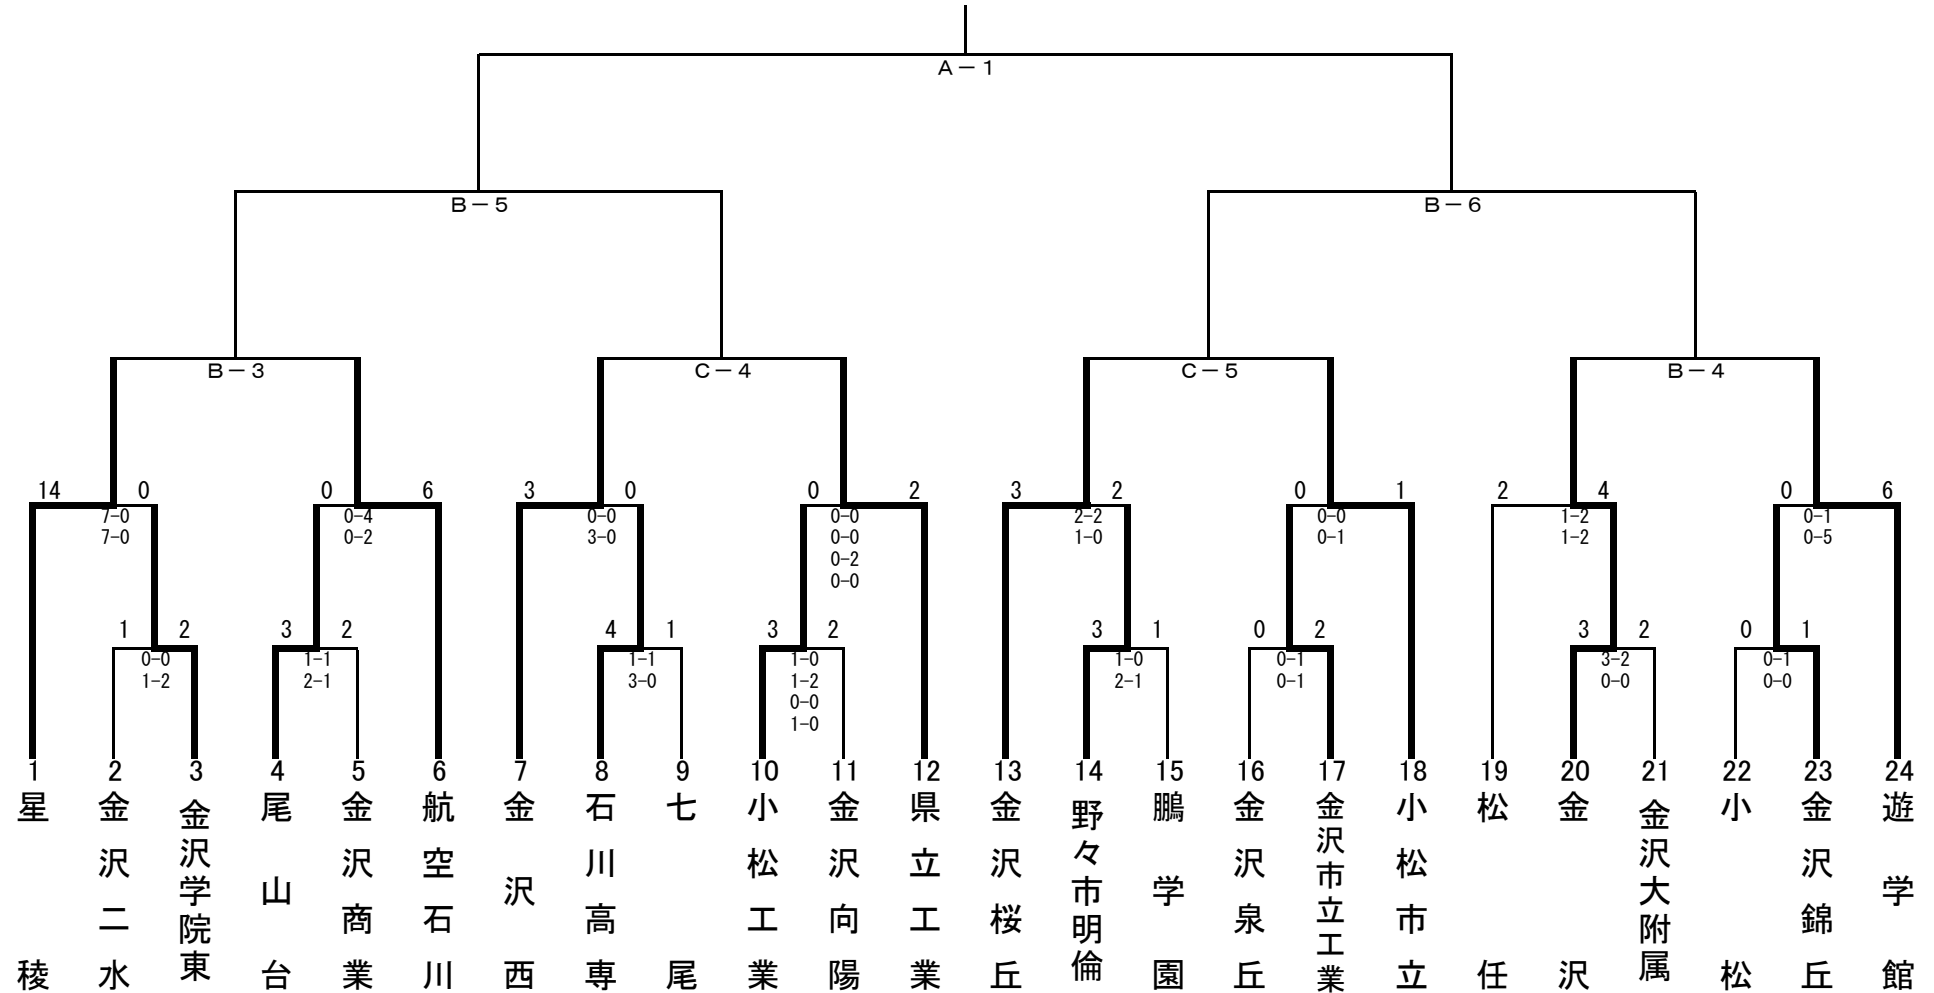 A－1
B－5
B－6
B－3
C－4
C－5
B－4
14 0
7-0
7-0
0 6
0-4
0-2
3 0
0-0
3-0
0 2
0-0
0-0
0-2
0-0
3 2
2-2
1-0
0 1
0-0
0-1
2 4
1-2
1-2
0 6
0-1
0-5
1 2
0-0
1-2
3 2
1-1
2-1
4 1
1-1
3-0
3 2
1-0
1-2
0-0
1-0
3 1
1-0
2-1
0 2
0-1
0-1
3 2
3-2
0-0
0 1
0-1
0-0
1
星稜
2
金沢二水
3
金沢学院東
4
尾山台
5
金沢商業
6
航空石川
7
金沢西
8
石川高専
9
七尾
10
小松工業
11
金沢向陽
12
県立工業
13
金沢桜丘
14
野々市明倫
15
鵬学園
16
金沢泉丘
17
金沢市立工業
18
小松市立
19
松任
20
金沢
21
金沢大附属
22
小松
23
金沢錦丘
24
遊学館